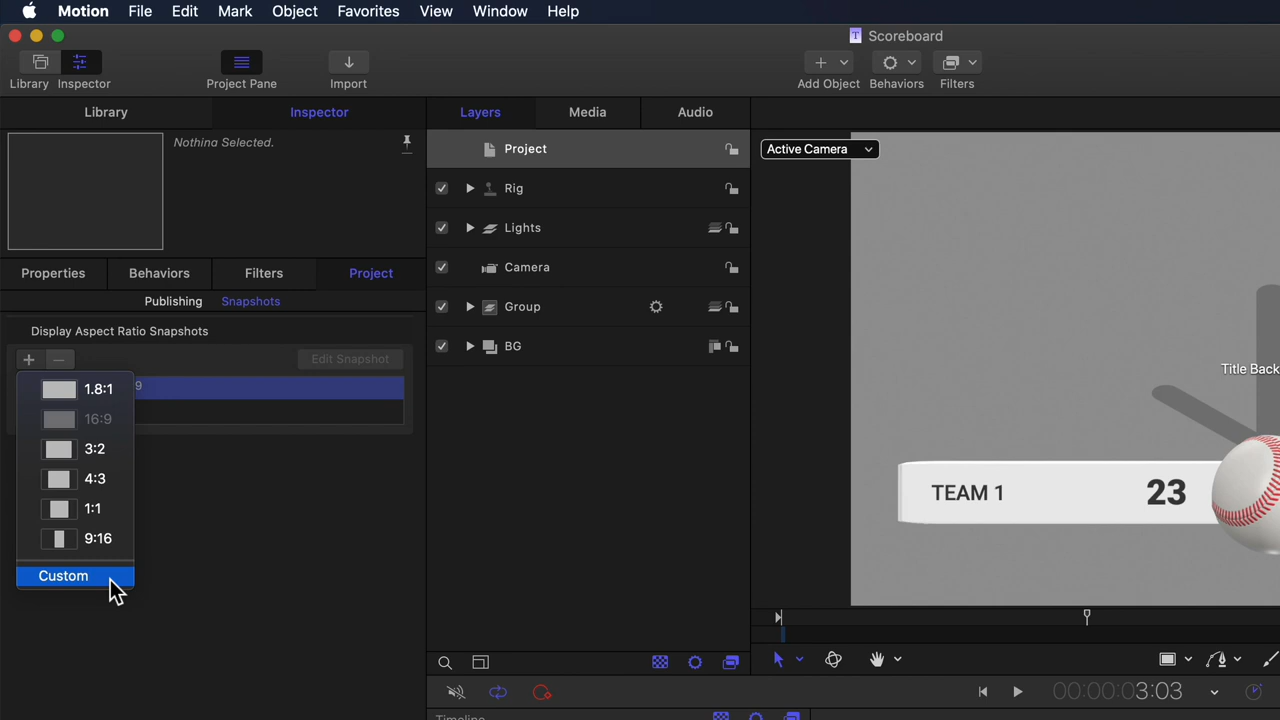 Motion File Edit Mark Object Favorites View Window Help
T Scoreboard
Library Inspector Project Pane Import Add Object Behaviors Filters
Library Inspector Layers Media Audio
Nothing Selected.
Project
Active Camera
Rig
Lights
Camera
Group
BG
Properties Behaviors Filters Project
Publishing Snapshots
Display Aspect Ratio Snapshots
+ − Edit Snapshot
9
1.8:1
16:9
3:2
4:3
1:1
9:16
Custom
Title Back
TEAM 1 23
00:00:03:03
Timeline